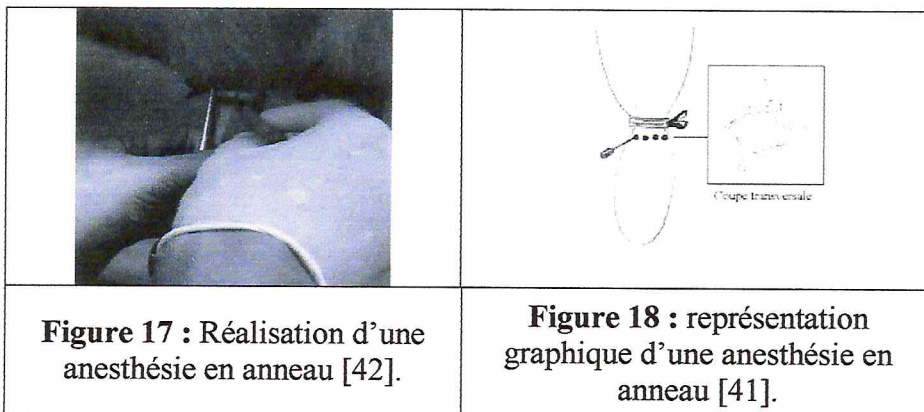 Coupe transversale
Figure 17 : Réalisation d’une
anesthésie en anneau [42].
Figure 18 : représentation
graphique d’une anesthésie en
anneau [41].